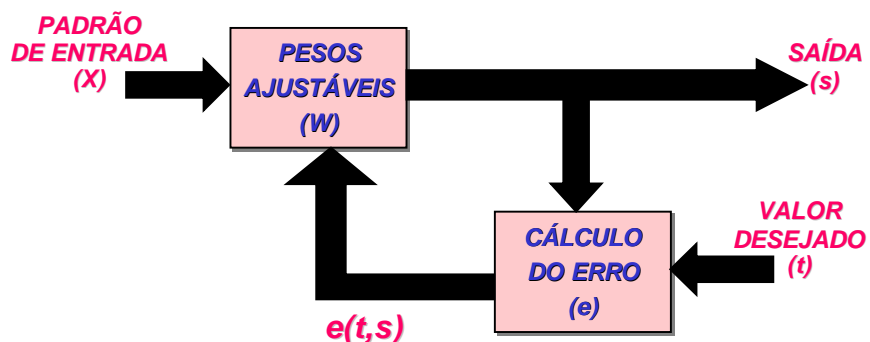 PADRÃO
DE ENTRADA
(X)
PESOS
AJUSTÁVEIS
(W)
SAÍDA
(s)
CÁLCULO
DO ERRO
(e)
VALOR
DESEJADO
(t)
e(t,s)